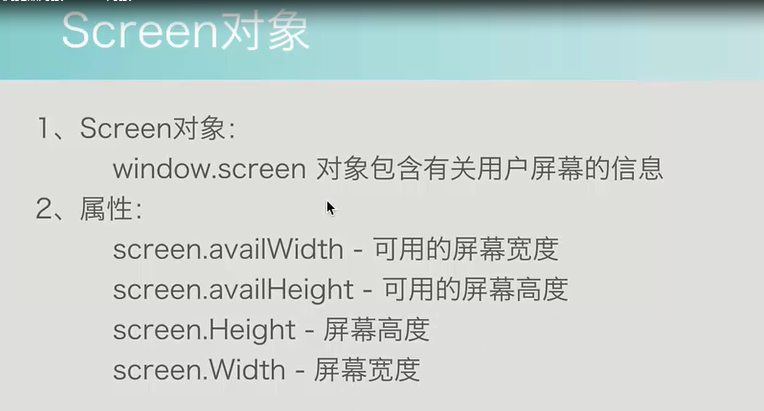 Screen对象
1、Screen对象：
window.screen 对象包含有关用户屏幕的信息
2、属性：
screen.availWidth - 可用的屏幕宽度
screen.availHeight - 可用的屏幕高度
screen.Height - 屏幕高度
screen.Width - 屏幕宽度